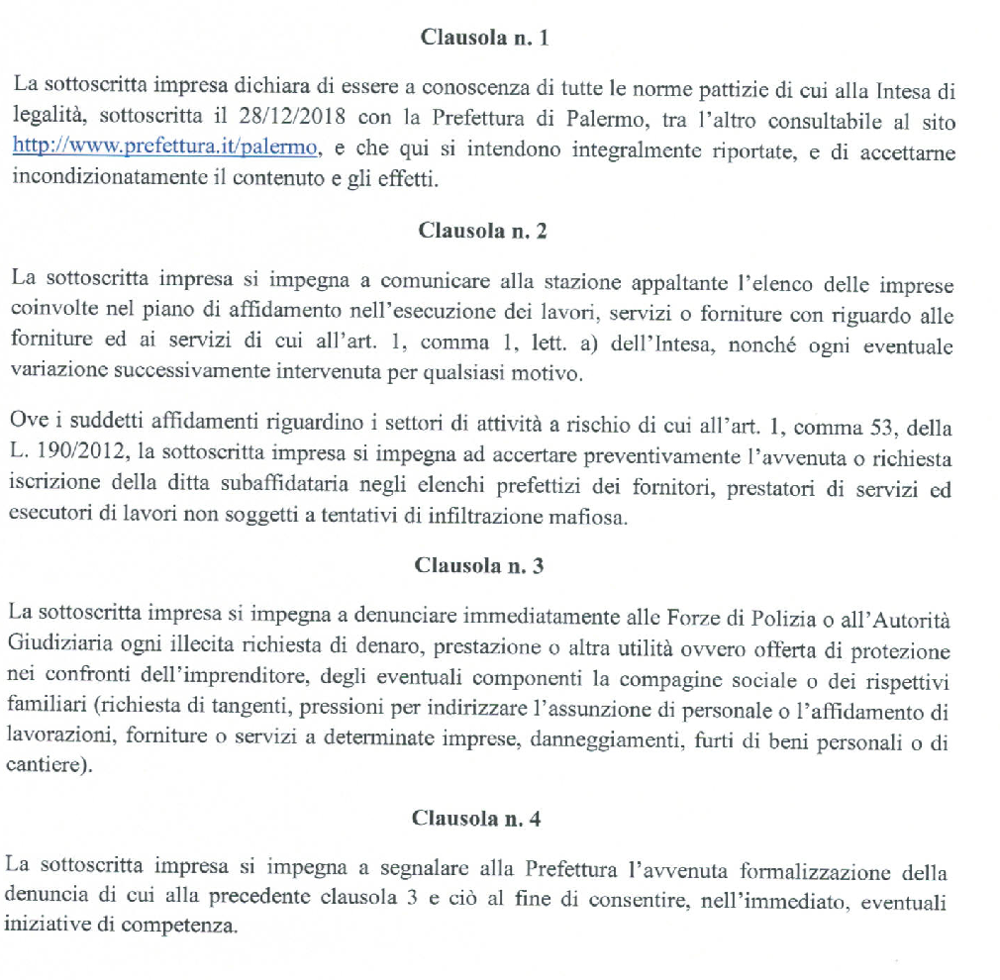 Clausola n. 1
La sottoscritta impresa dichiara di essere a conoscenza di tutte le norme pattizie di cui alla Intesa di
legalità, sottoscritta il 28/12/2018 con la Prefettura di Palermo, tra l'altro consultabile al sito
http://www.prefettura.it/palermo, e che qui si intendono integralmente riportate, e di accettarne
incondizionatamente il contenuto e gli effetti.
Clausola n. 2
La sottoscritta impresa si impegna a comunicare alla stazione appaltante l'elenco delle imprese
coinvolte nel piano di affidamento nell'esecuzione dei lavori, servizi o forniture con riguardo alle
forniture ed ai servizi di cui all'art. 1, comma 1, lett. a) dell'Intesa, nonché ogni eventuale
variazione successivamente intervenuta per qualsiasi motivo.
Ove i suddetti affidamenti riguardino i settori di attività a rischio di cui all'art. 1, comma 53, della
L. 190/2012, la sottoscritta impresa si impegna ad accertare preventivamente l'avvenuta o richiesta
iscrizione della ditta subaffidataria negli elenchi prefettizi dei fornitori, prestatori di servizi ed
esecutori di lavori non soggetti a tentativi di infiltrazione mafiosa.
Clausola n. 3
La sottoscritta impresa si impegna a denunciare immediatamente alle Forze di Polizia o all'Autorità
Giudiziaria ogni illecita richiesta di denaro, prestazione o altra utilità ovvero offerta di protezione
nei confronti dell'imprenditore, degli eventuali componenti la compagine sociale o dei rispettivi
familiari (richiesta di tangenti, pressioni per indirizzare l'assunzione di personale o l'affidamento di
lavorazioni, forniture o servizi a determinate imprese, danneggiamenti, furti di beni personali o di
cantiere).
Clausola n. 4
La sottoscritta impresa si impegna a segnalare alla Prefettura l'avvenuta formalizzazione della
denuncia di cui alla precedente clausola 3 e ciò al fine di consentire, nell'immediato, eventuali
iniziative di competenza.